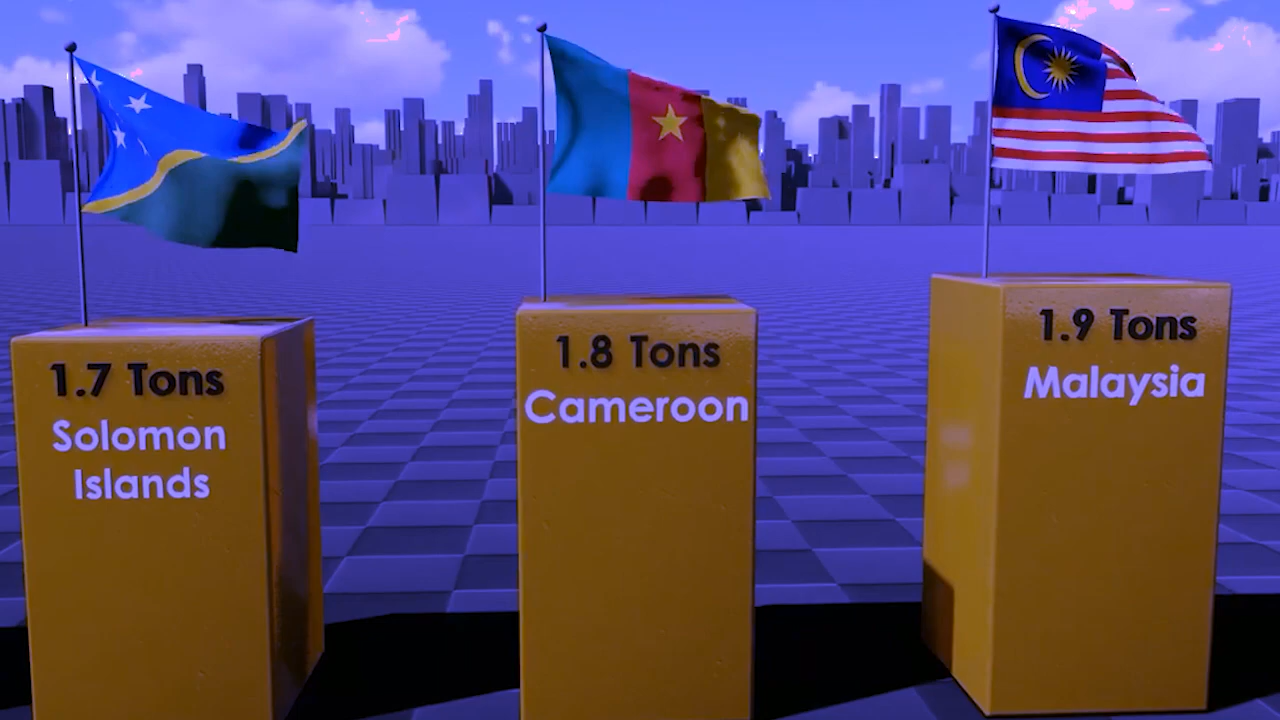 1.7 Tons
Solomon
Islands
1.8 Tons
Cameroon
1.9 Tons
Malaysia